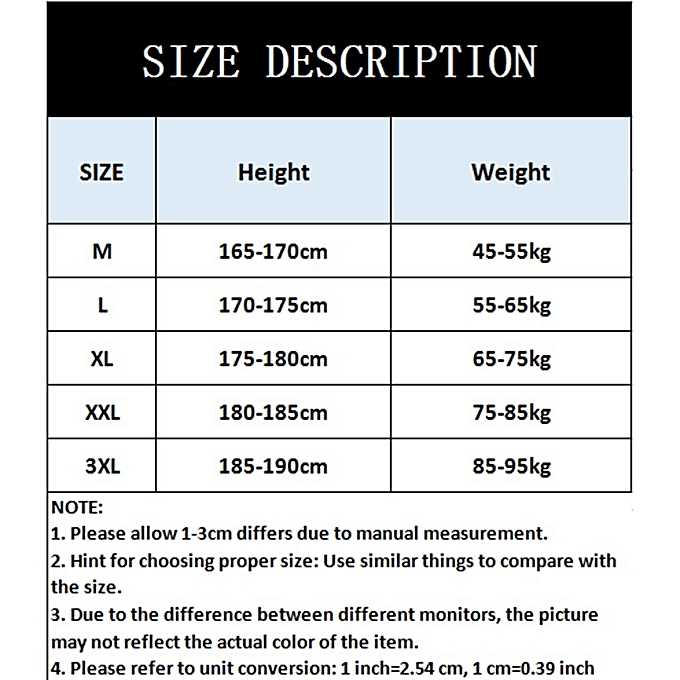 SIZE DESCRIPTION
SIZE Height Weight
M 165-170cm 45-55kg
L 170-175cm 55-65kg
XL 175-180cm 65-75kg
XXL 180-185cm 75-85kg
3XL 185-190cm 85-95kg
NOTE:
1. Please allow 1-3cm differs due to manual measurement.
2. Hint for choosing proper size: Use similar things to compare with
the size.
3. Due to the difference between different monitors, the picture
may not reflect the actual color of the item.
4. Please refer to unit conversion: 1 inch=2.54 cm, 1 cm=0.39 inch